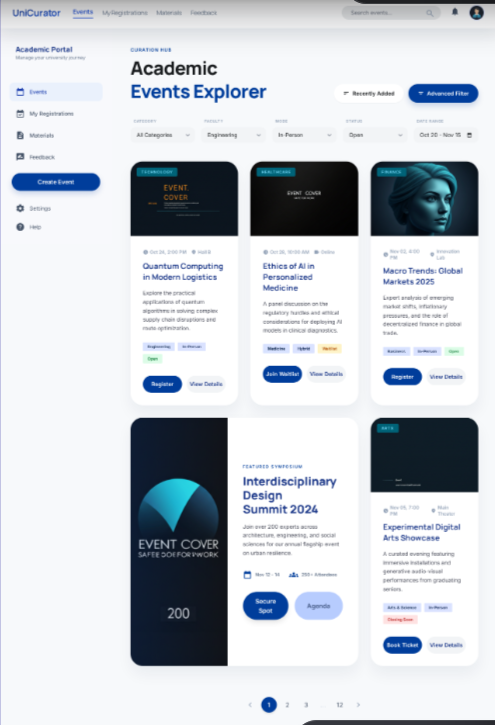 UniCurator Events My Registrations Materials Feedback Search events...
Academic Portal
Manage your university journey
Events
My Registrations
Materials
Feedback
Create Event
Settings
Help
CURATION HUB
Academic
Events Explorer
Recently Added
Advanced Filter
CATEGORY FACULTY MODE STATUS DATE RANGE
All Categories Engineering In-Person Open Oct 20 - Nov 15
TECHNOLOGY
EVENT
COVER
Oct 24, 2:00 PM Hall B
Quantum Computing
in Modern Logistics
Explore the practical
applications of quantum
algorithms in solving complex
supply chain disruptions and
route optimization.
Engineering In-Person
Open
Register View Details
HEALTHCARE
EVENT COVER
Oct 26, 10:00 AM Online
Ethics of AI in
Personalized
Medicine
A panel discussion on the
regulatory hurdles and ethical
considerations for deploying AI
models in clinical diagnostics.
Medicine Hybrid Waitlist
Join Waitlist View Details
FINANCE
Nov 02, 4:00
PM
Innovation
Lab
Macro Trends: Global
Markets 2025
Expert analysis of emerging
market shifts, inflationary
pressures, and the role of
decentralized finance in global
trade.
Business In-Person Open
Register View Details
EVENT COVER
200
FEATURED SYMPOSIUM
Interdisciplinary
Design
Summit 2024
Join over 200 experts across
architecture, engineering, and social
sciences for our annual flagship event
on urban resilience.
Nov 12 - 14 250+ Attendees
Secure
Spot
Agenda
ARTS
Nov 05, 7:00
PM
Main
Theater
Experimental Digital
Arts Showcase
A curated evening featuring
immersive installations and
generative audio-visual
performances from graduating
seniors.
Arts & Science In-Person
Closing Soon
Book Ticket View Details
1 2 3 ... 12